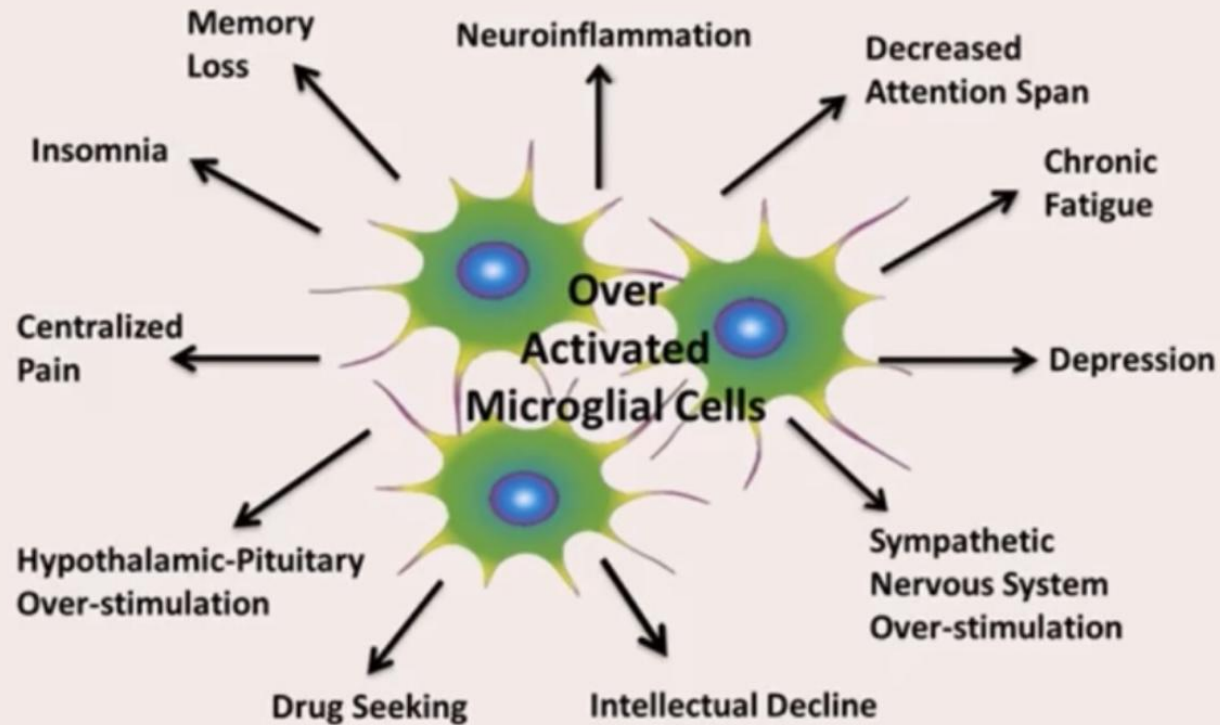 Memory
Loss
Neuroinflammation
Decreased
Attention Span
Insomnia
Chronic
Fatigue
Over
Activated
Microglial Cells
Centralized
Pain
Depression
Hypothalamic-Pituitary
Over-stimulation
Sympathetic
Nervous System
Over-stimulation
Drug Seeking
Intellectual Decline